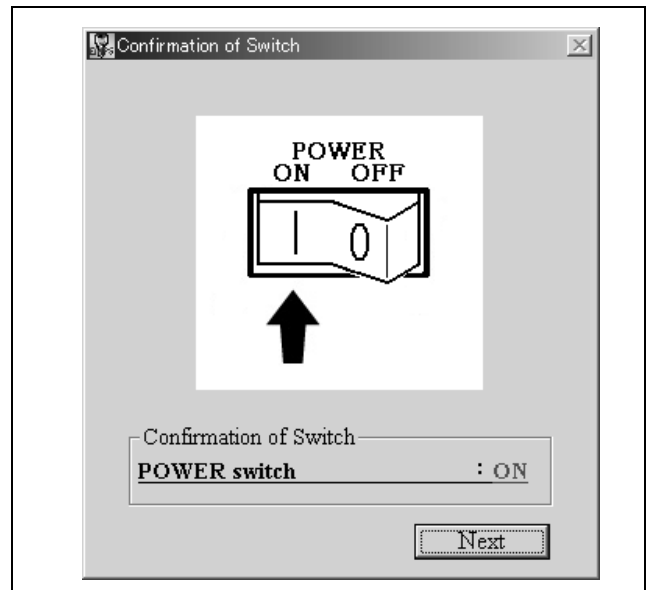 Confirmation of Switch
POWER
ON OFF
| 0
Confirmation of Switch
POWER switch : ON
Next